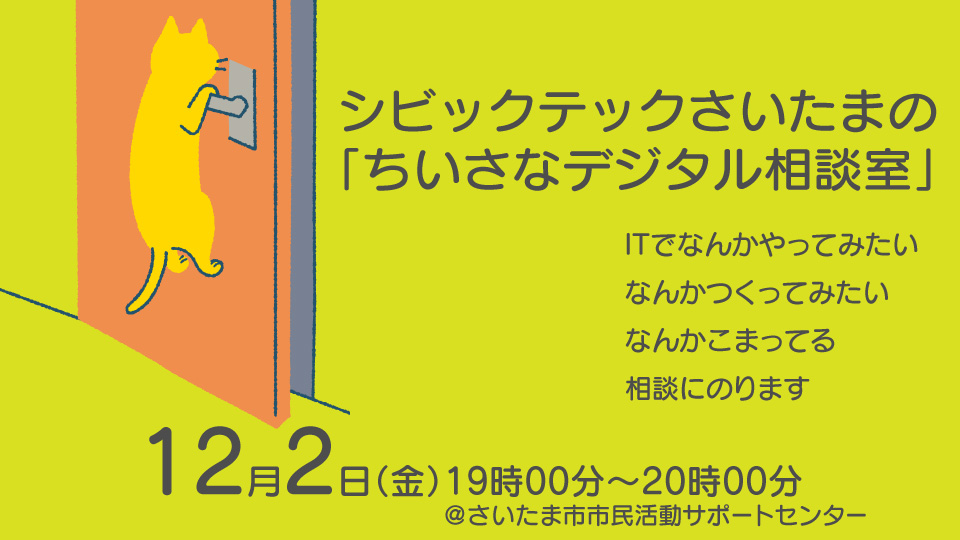 シビックテックさいたまの
「ちいさなデジタル相談室」
ITでなんかやってみたい
なんかつくってみたい
なんかこまってる
相談にのります
12月2日（金）19時00分～20時00分
@さいたま市市民活動サポートセンター